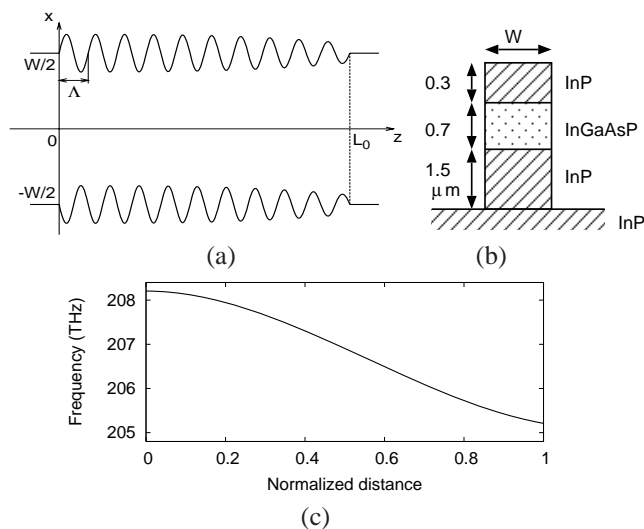 x
W/2
Λ
0
L0
z
-W/2
(a)
W
0.3
InP
0.7
InGaAsP
1.5
μm
InP
InP
(b)
Frequency (THz)
208
207
206
205
0
0.2
0.4
0.6
0.8
1
Normalized distance
(c)